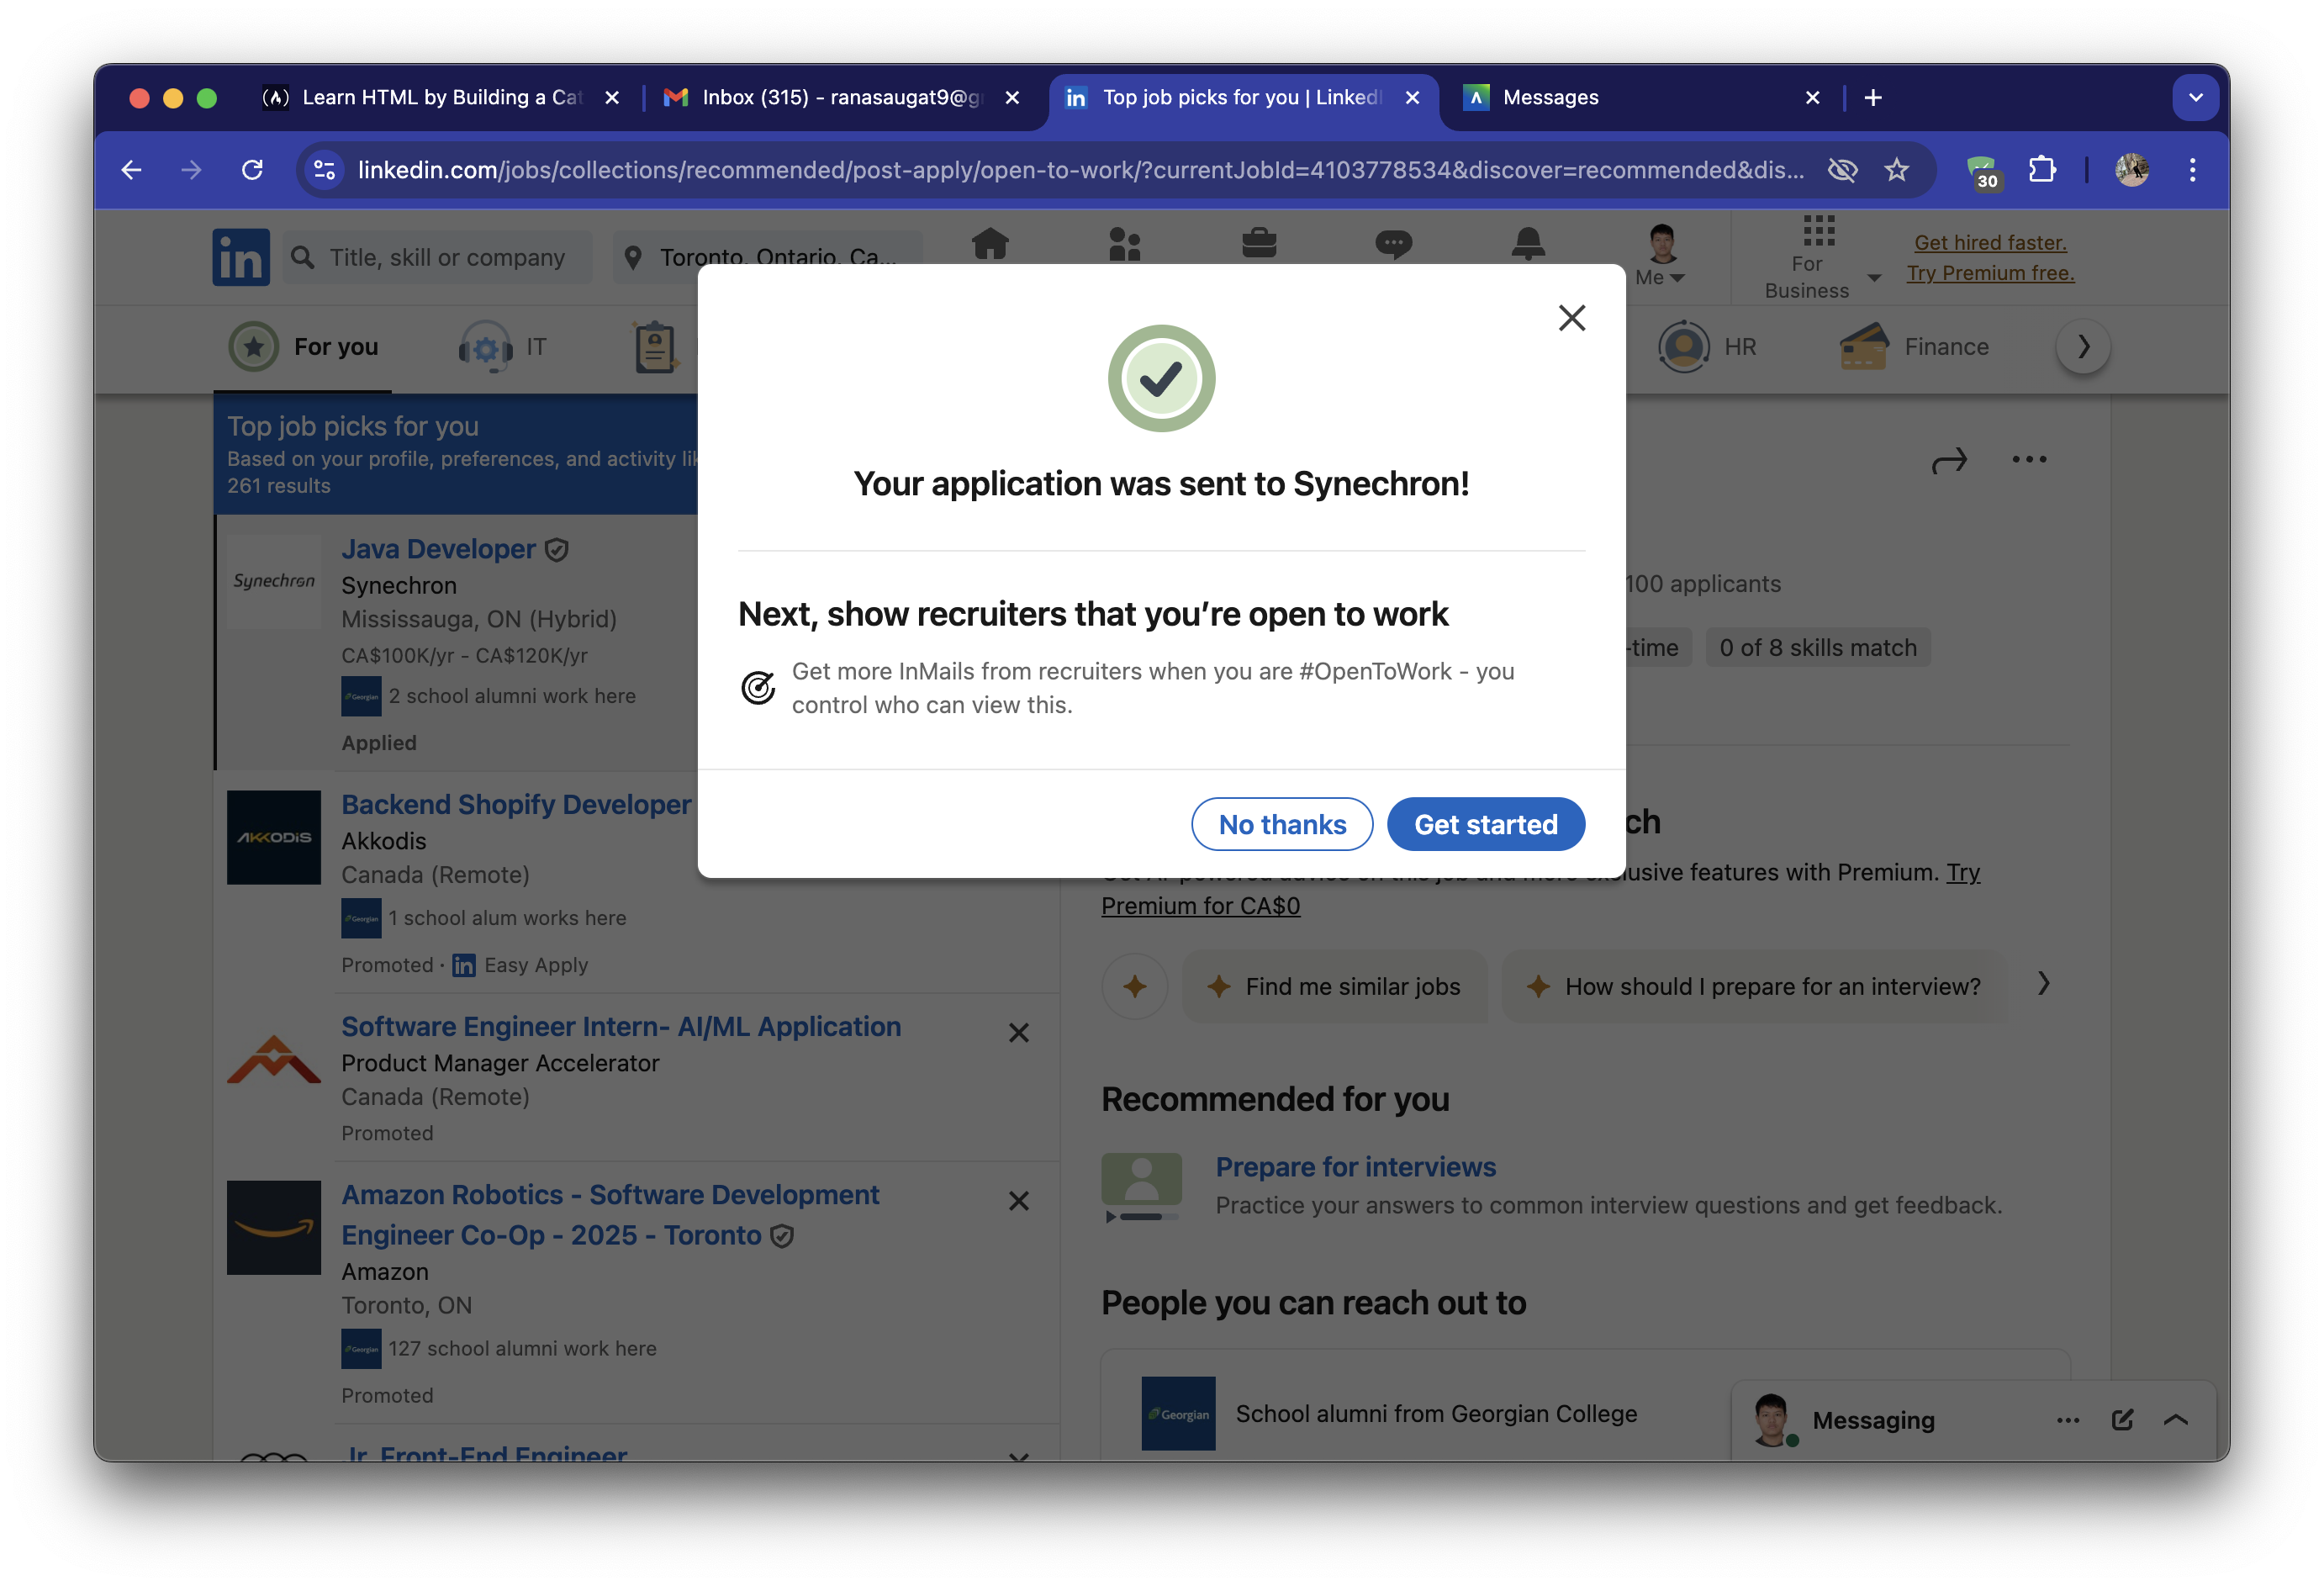 Learn HTML by Building a Cat
Inbox (315) - ranasaugat9@g
Top job picks for you | LinkedI
Messages
linkedin.com/jobs/collections/recommended/post-apply/open-to-work/?currentJobId=4103778534&discover=recommended&dis...
30
in
Title, skill or company
Toronto, Ontario, Ca...
Me
For
Business
Get hired faster.
Try Premium free.
For you
IT
HR
Finance
Top job picks for you
Based on your profile, preferences, and activity lik
261 results
Your application was sent to Synechron!
Next, show recruiters that you’re open to work
Get more InMails from recruiters when you are #OpenToWork - you
control who can view this.
No thanks
Get started
Synechron
Java Developer
Synechron
Mississauga, ON (Hybrid)
CA$100K/yr - CA$120K/yr
Georgian
2 school alumni work here
Applied
AKKODIS
Backend Shopify Developer
Akkodis
Canada (Remote)
Georgian
1 school alum works here
Promoted · in Easy Apply
Software Engineer Intern- AI/ML Application
Product Manager Accelerator
Canada (Remote)
Promoted
Amazon Robotics - Software Development
Engineer Co-Op - 2025 - Toronto
Amazon
Toronto, ON
Georgian
127 school alumni work here
Promoted
Jr. Front-End Engineer
100 applicants
-time
0 of 8 skills match
ch
usive features with Premium. Try
Premium for CA$0
Find me similar jobs
How should I prepare for an interview?
Recommended for you
Prepare for interviews
Practice your answers to common interview questions and get feedback.
People you can reach out to
Georgian
School alumni from Georgian College
Messaging